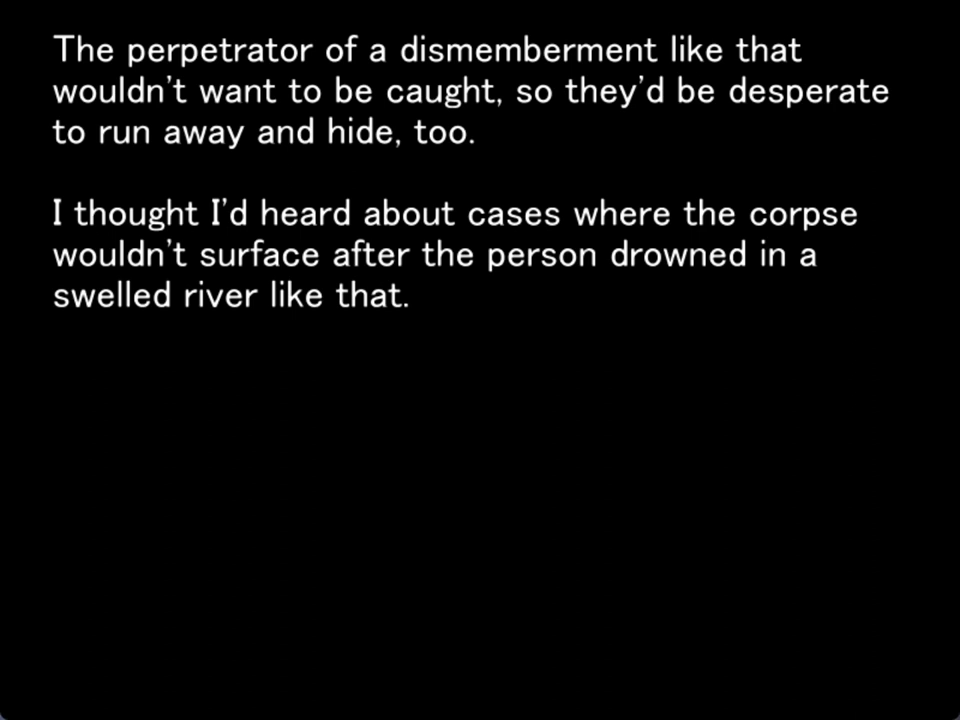 The perpetrator of a dismemberment like that
wouldn't want to be caught, so they'd be desperate
to run away and hide, too.
I thought I'd heard about cases where the corpse
wouldn't surface after the person drowned in a
swelled river like that.